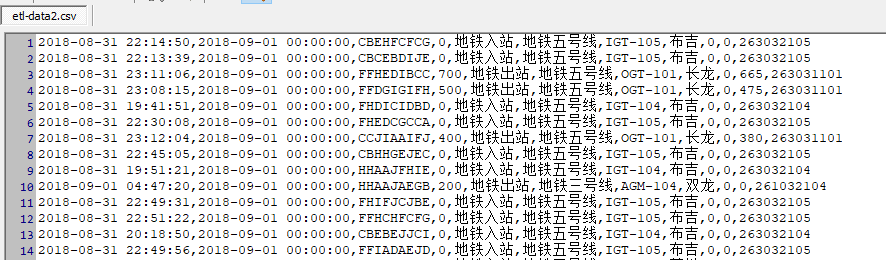 etl-data2.csv
1 2018-08-31 22:14:50,2018-09-01 00:00:00,CBEHFCFCG,0,地铁入站,地铁五号线,IGT-105,布吉,0,0,263032105
2 2018-08-31 22:13:39,2018-09-01 00:00:00,CBCEBDIJE,0,地铁入站,地铁五号线,IGT-105,布吉,0,0,263032105
3 2018-08-31 23:11:06,2018-09-01 00:00:00,FFHEDIBCC,700,地铁出站,地铁五号线,OGT-101,长龙,0,665,263031101
4 2018-08-31 23:08:15,2018-09-01 00:00:00,FFDGIGIFH,500,地铁出站,地铁五号线,OGT-101,长龙,0,475,263031101
5 2018-08-31 19:41:51,2018-09-01 00:00:00,FHDICIDBD,0,地铁入站,地铁五号线,IGT-104,布吉,0,0,263032104
6 2018-08-31 22:30:08,2018-09-01 00:00:00,FHEDCGCCA,0,地铁入站,地铁五号线,IGT-105,布吉,0,0,263032105
7 2018-08-31 23:12:04,2018-09-01 00:00:00,CCJIAAIFJ,400,地铁出站,地铁五号线,OGT-101,长龙,0,380,263031101
8 2018-08-31 22:45:05,2018-09-01 00:00:00,CBHHGEJEC,0,地铁入站,地铁五号线,IGT-105,布吉,0,0,263032105
9 2018-08-31 19:51:21,2018-09-01 00:00:00,HHAAJFHIE,0,地铁入站,地铁五号线,IGT-104,布吉,0,0,263032104
10 2018-09-01 04:47:20,2018-09-01 00:00:00,HHAAJAEGB,200,地铁出站,地铁三号线,AGM-104,双龙,0,0,261032104
11 2018-08-31 22:49:31,2018-09-01 00:00:00,FHIFJCJBE,0,地铁入站,地铁五号线,IGT-105,布吉,0,0,263032105
12 2018-08-31 22:51:22,2018-09-01 00:00:00,FFHCHFCFG,0,地铁入站,地铁五号线,IGT-105,布吉,0,0,263032105
13 2018-08-31 20:18:50,2018-09-01 00:00:00,CBEBEJJCI,0,地铁入站,地铁五号线,IGT-104,布吉,0,0,263032104
14 2018-08-31 22:49:56,2018-09-01 00:00:00,FFIADAEJD,0,地铁入站,地铁五号线,IGT-105,布吉,0,0,263032105